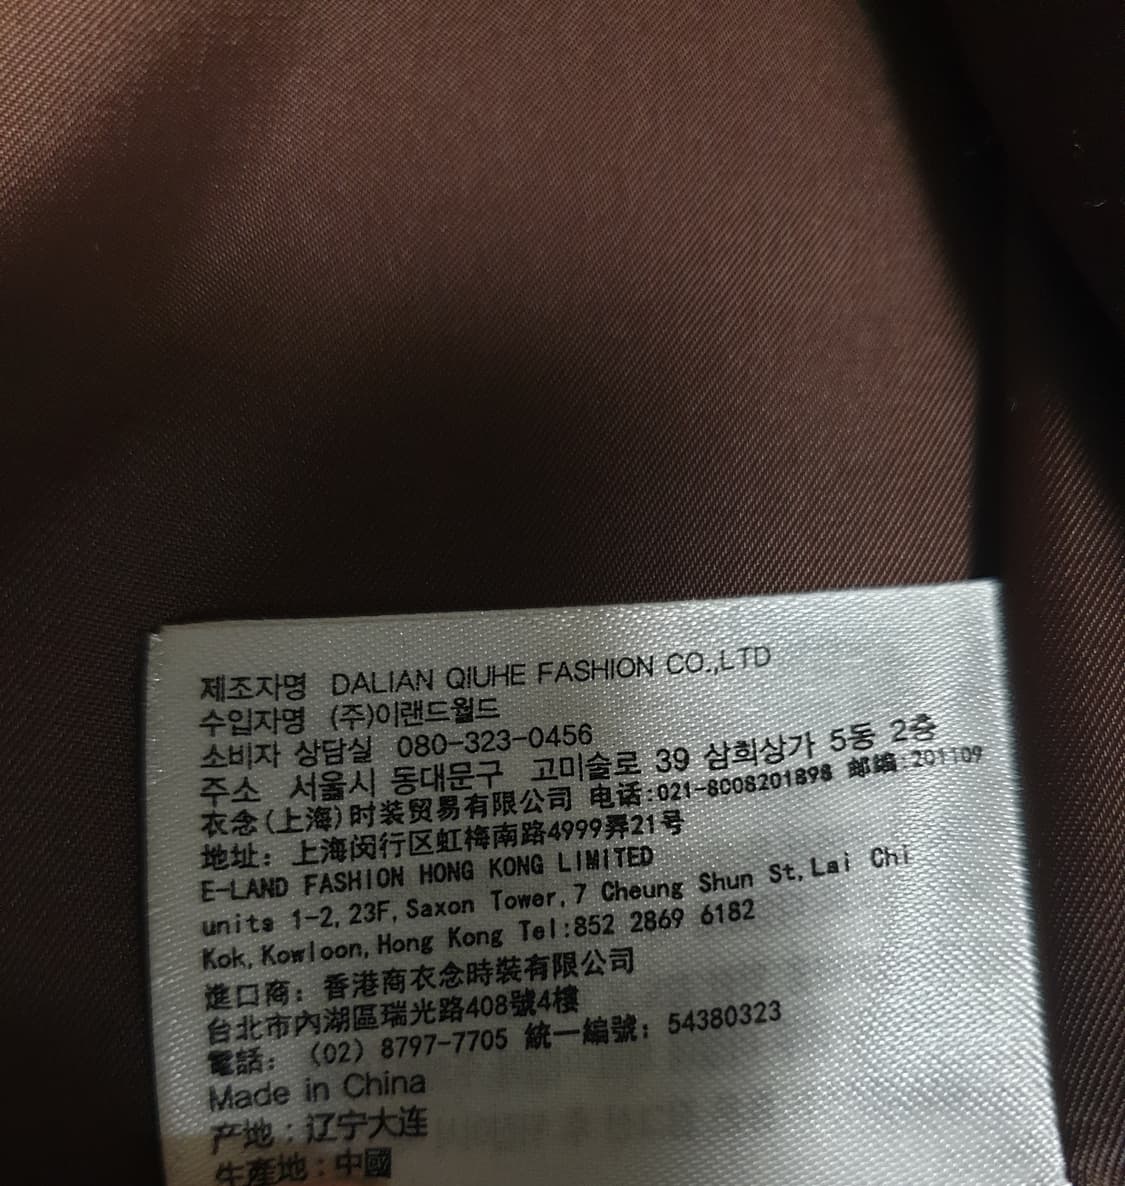 제조자명 DALIAN QIUHE FASHION CO.,LTD
수입자명 (주)이랜드월드
소비자 상담실 080-323-0456
주소 서울시 동대문구 고미술로 39 삼희상가 5동 2층
衣念(上海)时装贸易有限公司 电话:021-8008201898 邮编:201109
地址: 上海闵行区虹梅南路4999弄21号
E-LAND FASHION HONG KONG LIMITED
units 1-2,23F,Saxon Tower,7 Cheung Shun St,Lai Chi
Kok,Kowloon,Hong Kong Tel:852 2869 6182
進口商: 香港商衣念時裝有限公司
台北市內湖區瑞光路408號4樓
電話: (02) 8797-7705 統一編號: 54380323
Made in China
产地:辽宁大连
生產地:中國